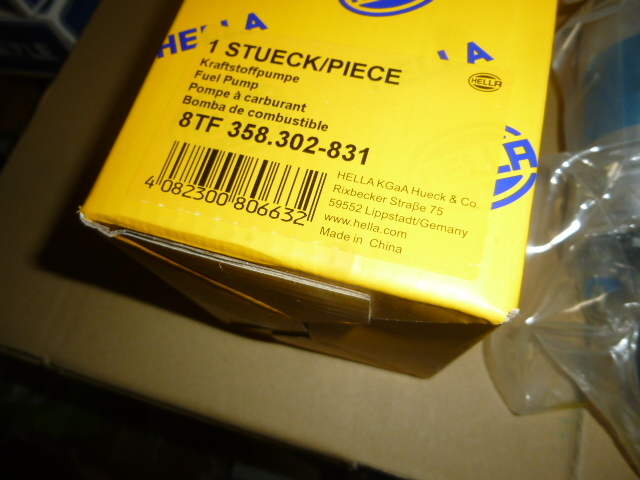 HELLA
1 STUECK/PIECE
Kraftstoffpumpe
Fuel Pump
Pompe à carburant
Bomba de combustible
8TF 358.302-831
HELLA
4 082300 806632
HELLA KGaA Hueck & Co.
Rixbecker Straße 75
59552 Lippstadt/Gemany
www.hella.com
Made in China